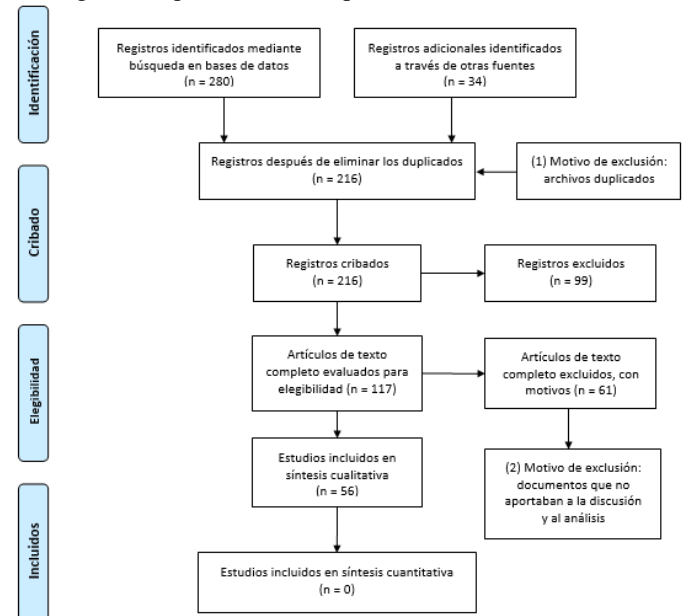 Identificación
Registros identificados mediante
búsqueda en bases de datos
(n = 280)
Registros adicionales identificados
a través de otras fuentes
(n = 34)
Registros después de eliminar los duplicados
(n = 216)
(1) Motivo de exclusión:
archivos duplicados
Cribado
Registros cribados
(n = 216)
Registros excluidos
(n = 99)
Elegibilidad
Artículos de texto
completo evaluados para
elegibilidad (n = 117)
Artículos de texto
completo excluidos, con
motivos (n = 61)
Estudios incluidos en
síntesis cualitativa
(n = 56)
(2) Motivo de exclusión:
documentos que no
aportaban a la discusión
y al análisis
Incluidos
Estudios incluidos en síntesis cuantitativa
(n = 0)